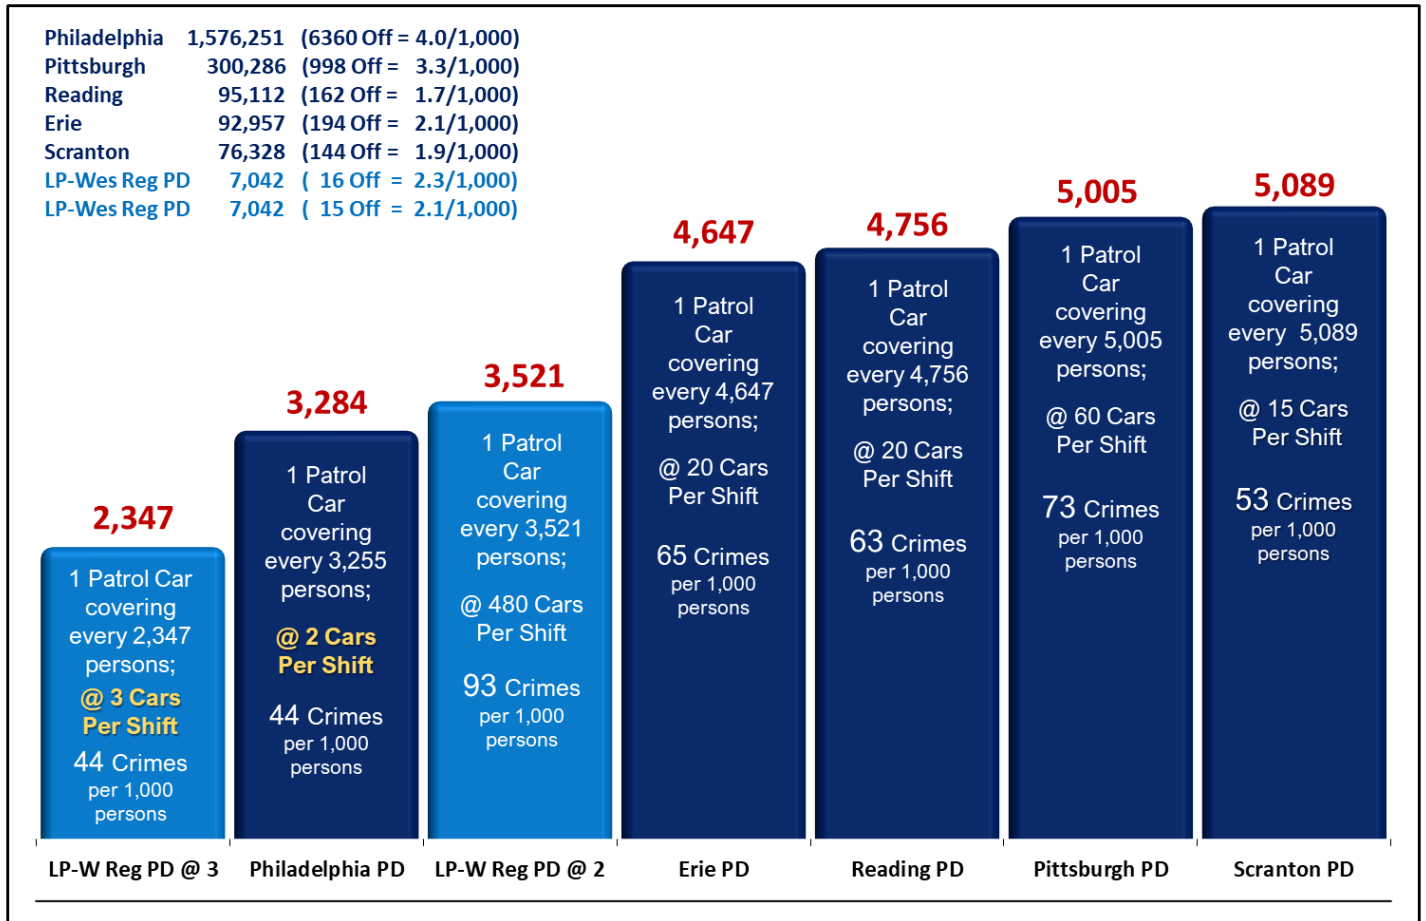 Philadelphia 1,576,251 (6360 Off = 4.0/1,000)
Pittsburgh 300,286 (998 Off = 3.3/1,000)
Reading 95,112 (162 Off = 1.7/1,000)
Erie 92,957 (194 Off = 2.1/1,000)
Scranton 76,328 (144 Off = 1.9/1,000)
LP-Wes Reg PD 7,042 ( 16 Off = 2.3/1,000)
LP-Wes Reg PD 7,042 ( 15 Off = 2.1/1,000)
2,347
1 Patrol Car
covering
every 2,347
persons;
@ 3 Cars
Per Shift
44 Crimes
per 1,000
persons
3,284
1 Patrol
Car
covering
every 3,255
persons;
@ 2 Cars
Per Shift
44 Crimes
per 1,000
persons
3,521
1 Patrol
Car
covering
every 3,521
persons;
@ 480 Cars
Per Shift
93 Crimes
per 1,000
persons
4,647
1 Patrol
Car
covering
every 4,647
persons;
@ 20 Cars
Per Shift
65 Crimes
per 1,000
persons
4,756
1 Patrol
Car
covering
every 4,756
persons;
@ 20 Cars
Per Shift
63 Crimes
per 1,000
persons
5,005
1 Patrol
Car
covering
every 5,005
persons;
@ 60 Cars
Per Shift
73 Crimes
per 1,000
persons
5,089
1 Patrol
Car
covering
every 5,089
persons;
@ 15 Cars
Per Shift
53 Crimes
per 1,000
persons
LP-W Reg PD @ 3
Philadelphia PD
LP-W Reg PD @ 2
Erie PD
Reading PD
Pittsburgh PD
Scranton PD